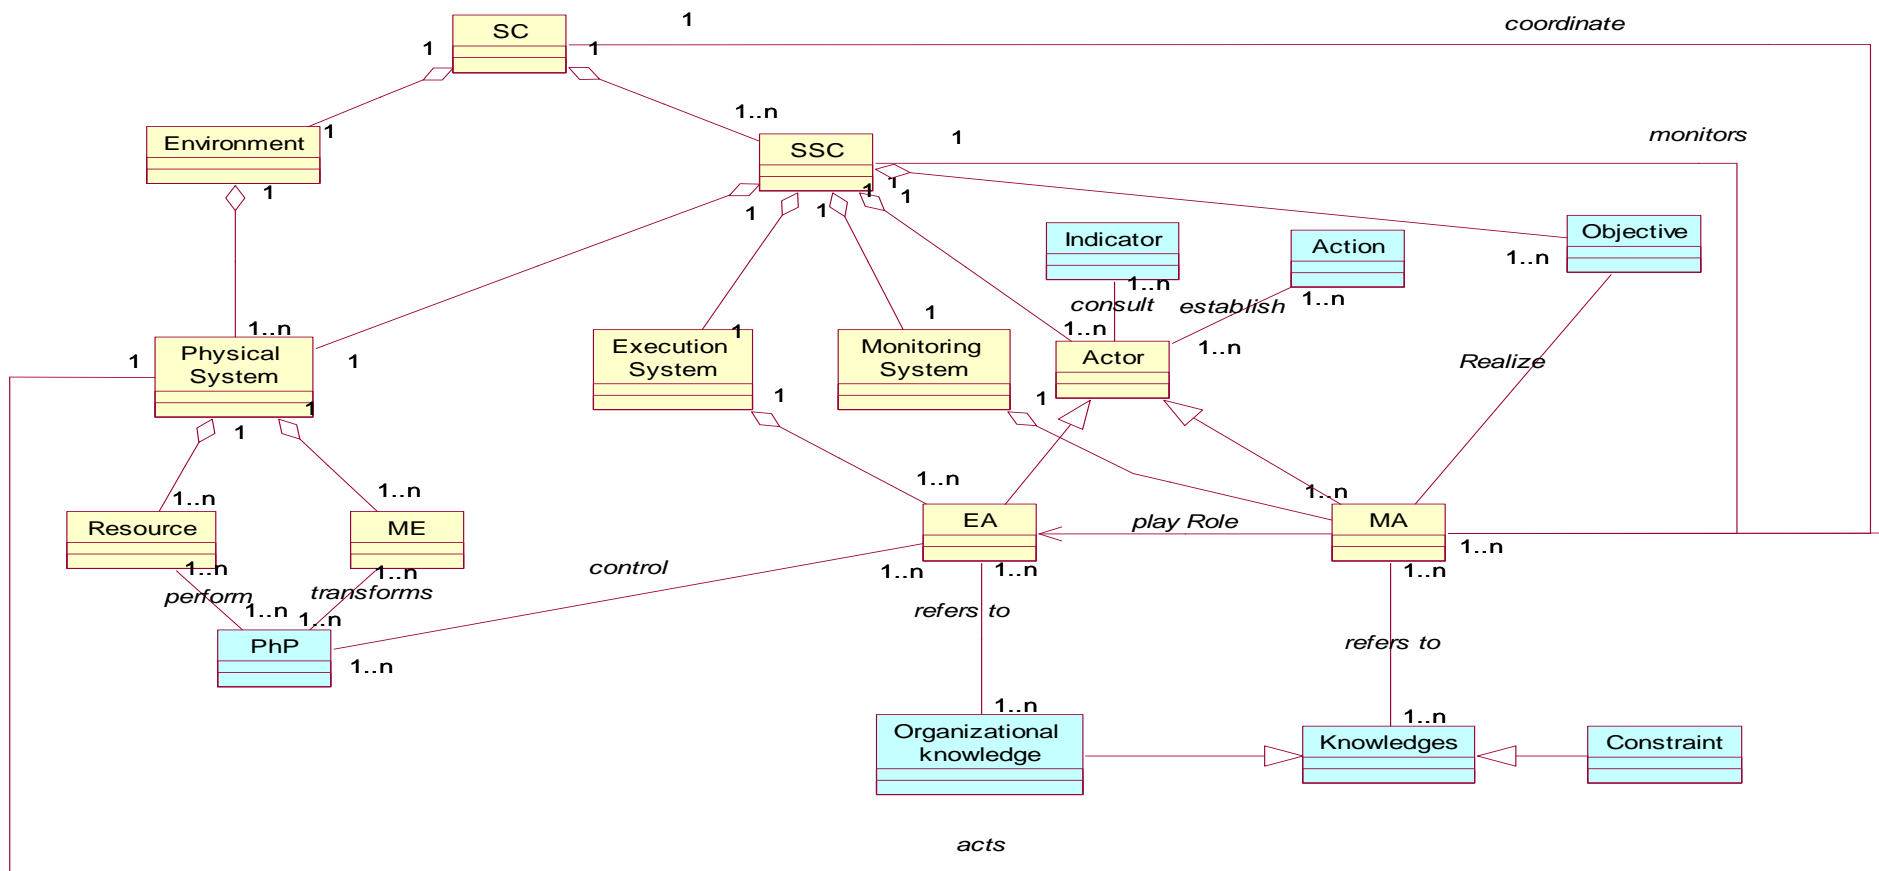 1
coordinate
SC
1
1
1..n
1
monitors
Environment
1
SSC
1
1
1
1
1
1
1
Indicator
Action
Objective
1..n
1..n
1..n
consult
establish
1..n
1
1
1..n
1..n
1
1
Physical
System
Execution
System
Monitoring
System
Actor
Realize
1
1
1
1..n
1..n
1..n
1..n
Resource
ME
EA
play Role
MA
1..n
1..n
1..n
control
1..n
1..n
1..n
perform
transforms
1..n
1..n
refers to
PhP
1..n
refers to
1..n
1..n
Organizational
knowledge
Knowledges
Constraint
acts